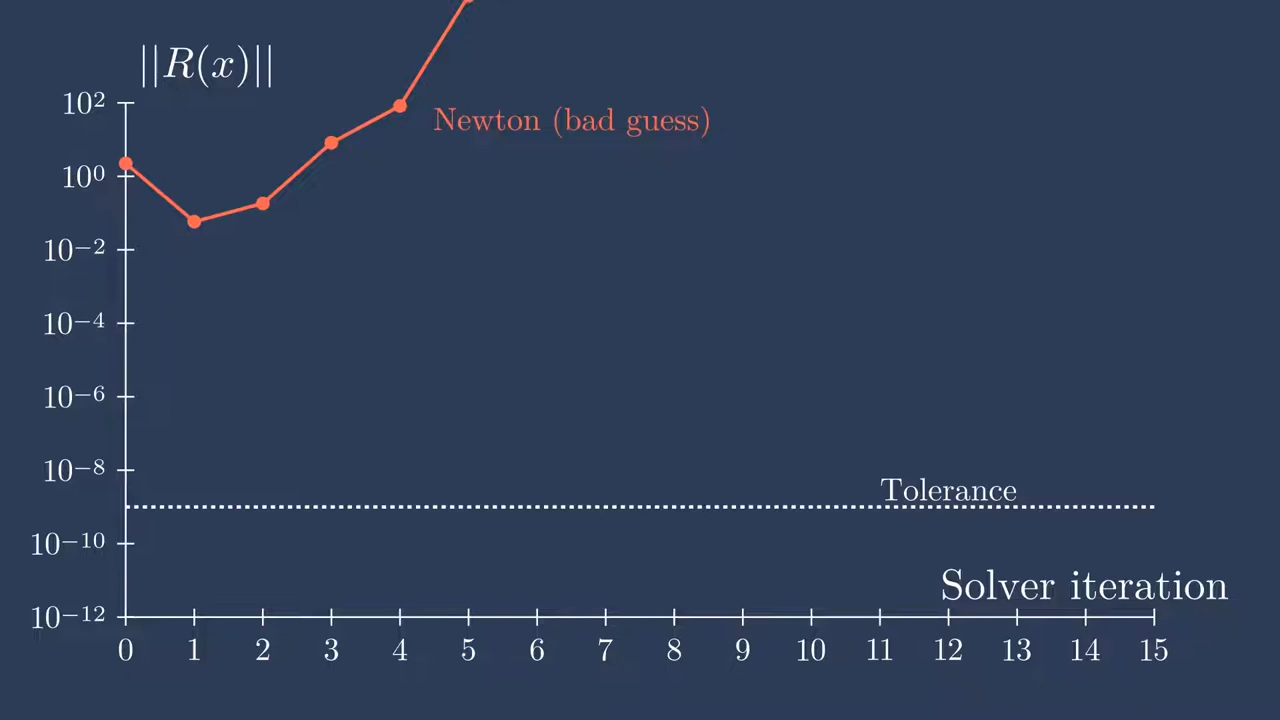 ||R(x)||
10²
Newton (bad guess)
10⁰
10⁻²
10⁻⁴
10⁻⁶
10⁻⁸
Tolerance
10⁻¹⁰
Solver iteration
10⁻¹²
0 1 2 3 4 5 6 7 8 9 10 11 12 13 14 15